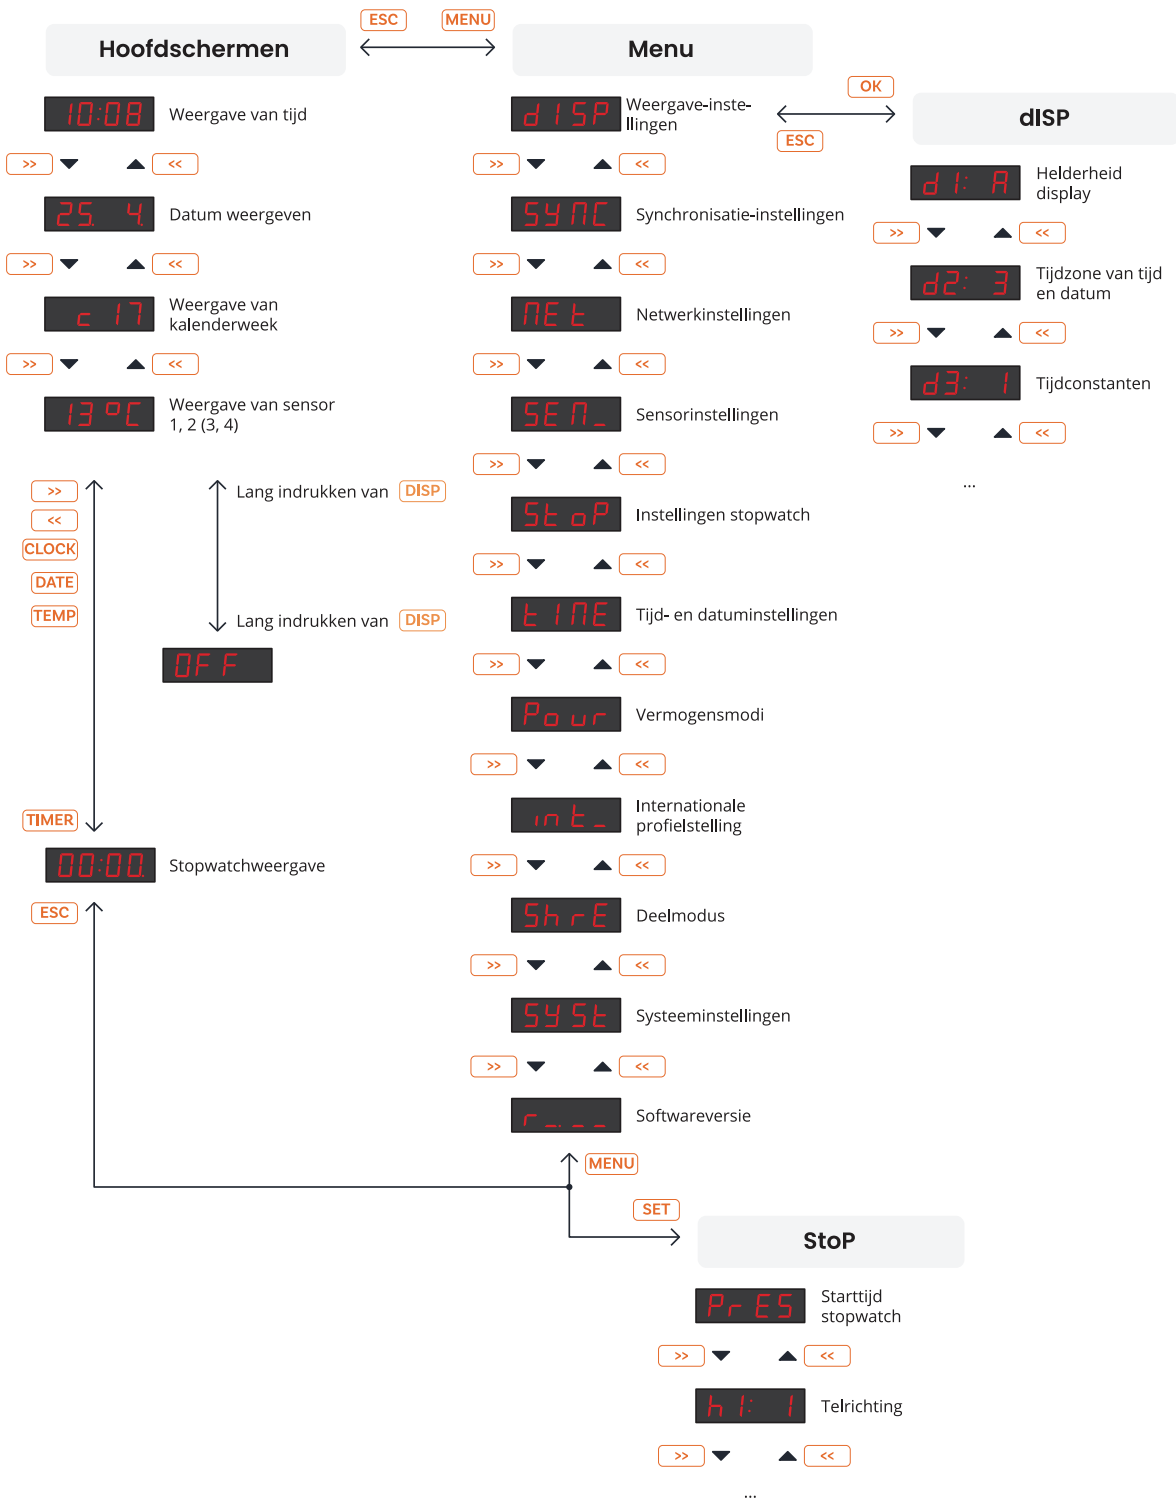 ESC
MENU
Hoofdschermen
Menu
OK
ESC
dISP
10:08
Weergave van tijd
>>
<<
25. 4.
Datum weergeven
>>
<<
c 17
Weergave van
kalenderweek
>>
<<
13 °C
Weergave van sensor
1, 2 (3, 4)
>>
<<
CLOCK
DATE
TEMP
Lang indrukken van DISP
Lang indrukken van DISP
OFF
TIMER
00:00.
Stopwatchweergave
ESC
dISP
Weergave-inste-
llingen
>>
<<
SYNC
Synchronisatie-instellingen
>>
<<
NEt
Netwerkinstellingen
>>
<<
SEN_
Sensorinstellingen
>>
<<
StoP
Instellingen stopwatch
>>
<<
tINE
Tijd- en datuminstellingen
>>
<<
Pour
Vermogensmodi
>>
<<
int_
Internationale
profielstelling
>>
<<
ShrE
Deelmodus
>>
<<
SYSt
Systeeminstellingen
>>
<<
r_._ _
Softwareversie
MENU
SET
d1: A
Helderheid
display
>>
<<
d2: 3
Tijdzone van tijd
en datum
>>
<<
d3: 1
Tijdconstanten
>>
<<
...
StoP
PrES
Starttijd
stopwatch
>>
<<
h1: 1
Telrichting
>>
<<
...